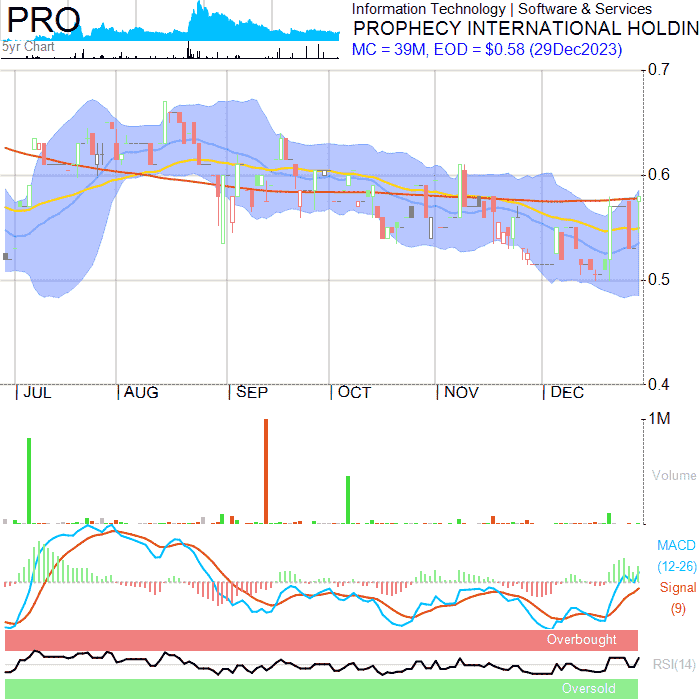 PRO
5yr Chart
Information Technology | Software & Services
PROPHECY INTERNATIONAL HOLDIN
MC = 39M, EOD = $0.58 (29Dec2023)
0.7
0.6
0.5
0.4
JUL AUG SEP OCT NOV DEC
1M
Volume
MACD
(12-26)
Signal
(9)
Overbought
RSI(14)
Oversold